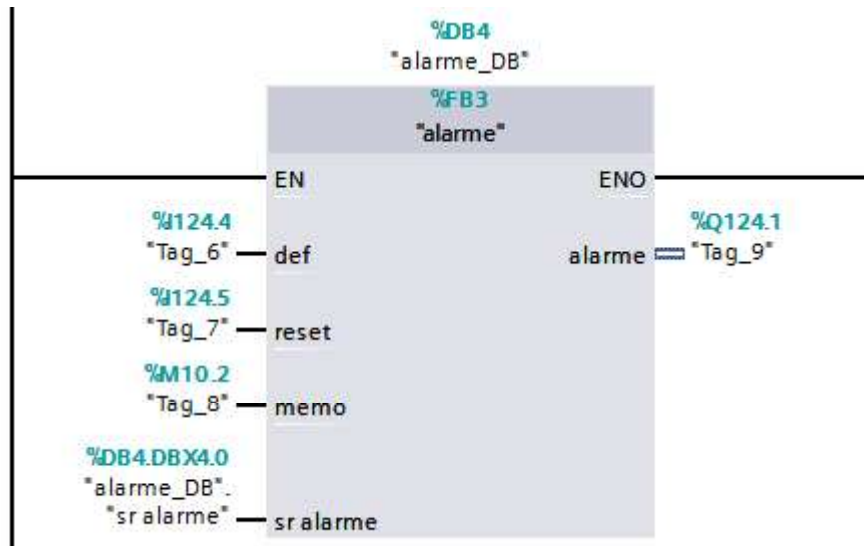 %DB4
"alarme_DB"
%FB3
"alarme"
EN ENO
%I124.4
"Tag_6" def
%Q124.1
alarme "Tag_9"
%I124.5
"Tag_7" reset
%M10.2
"Tag_8" memo
%DB4.DBX4.0
"alarme_DB".
"sr alarme" sr alarme